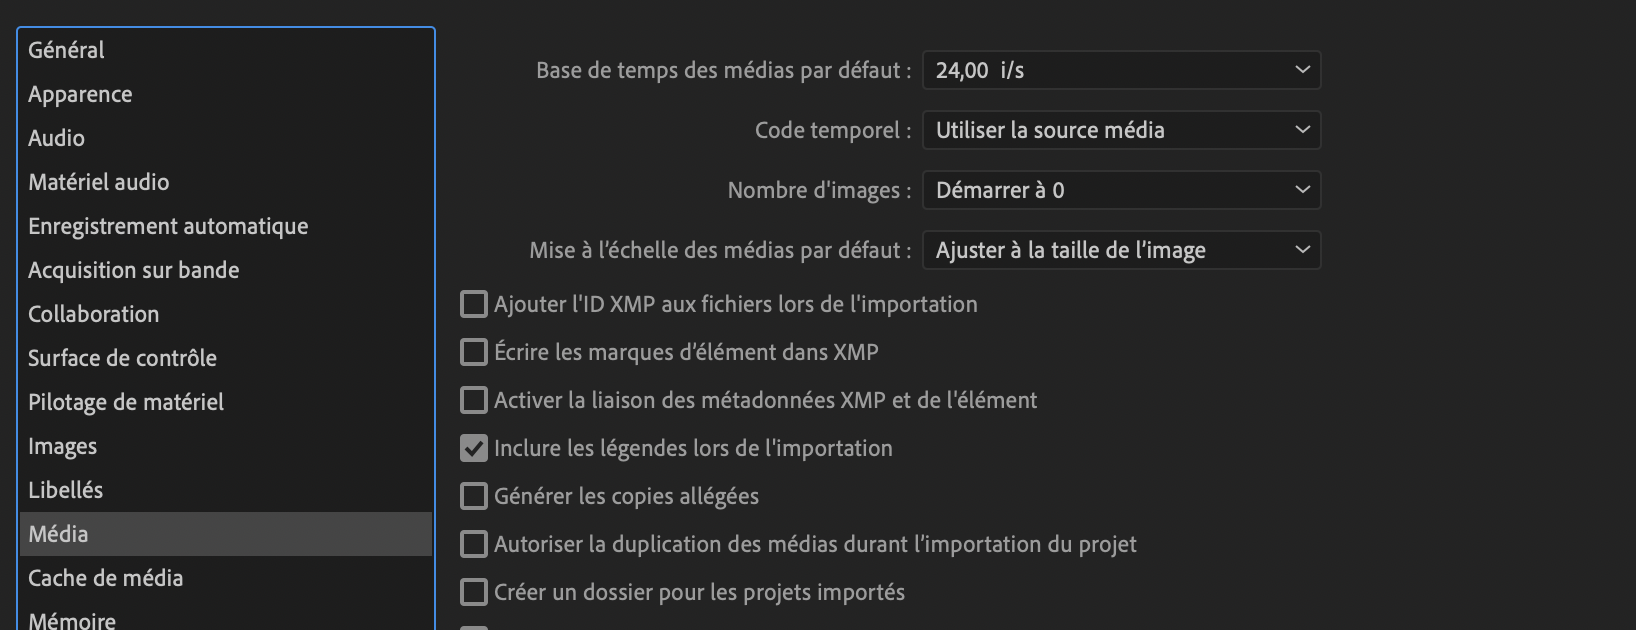 Général
Apparence
Audio
Matériel audio
Enregistrement automatique
Acquisition sur bande
Collaboration
Surface de contrôle
Pilotage de matériel
Images
Libellés
Média
Cache de média
Mémoire
Base de temps des médias par défaut : 24,00 i/s
Code temporel : Utiliser la source média
Nombre d'images : Démarrer à 0
Mise à l’échelle des médias par défaut : Ajuster à la taille de l’image
Ajouter l'ID XMP aux fichiers lors de l'importation
Écrire les marques d’élément dans XMP
Activer la liaison des métadonnées XMP et de l'élément
Inclure les légendes lors de l'importation
Générer les copies allégées
Autoriser la duplication des médias durant l’importation du projet
Créer un dossier pour les projets importés